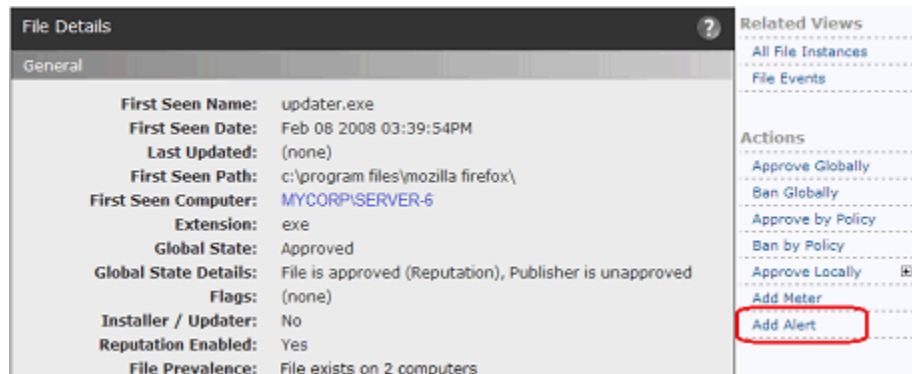 File Details
?
General
First Seen Name: updater.exe
First Seen Date: Feb 08 2008 03:39:54PM
Last Updated: (none)
First Seen Path: c:\program files\mozilla firefox\
First Seen Computer: MYCORP\SERVER-6
Extension: exe
Global State: Approved
Global State Details: File is approved (Reputation), Publisher is unapproved
Flags: (none)
Installer / Updater: No
Reputation Enabled: Yes
File Prevalence: File exists on 2 computers
Related Views
All File Instances
File Events
Actions
Approve Globally
Ban Globally
Approve by Policy
Ban by Policy
Approve Locally
Add Meter
Add Alert